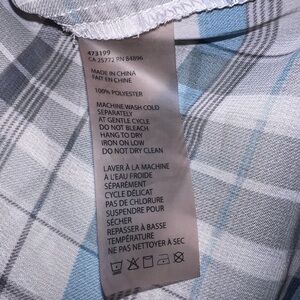 473199
CA 25772 RN 84896
MADE IN CHINA
FAIT EN CHINE
100% POLYESTER
MACHINE WASH COLD
SEPARATELY
AT GENTLE CYCLE
DO NOT BLEACH
HANG TO DRY
IRON ON LOW
DO NOT DRY CLEAN
LAVER À LA MACHINE
À L'EAU FROIDE
SÉPARÉMENT
CYCLE DÉLICAT
PAS DE CHLORURE
SUSPENDRE POUR
SÉCHER
REPASSER À BASSE
TEMPÉRATURE
NE PAS NETTOYER À SEC